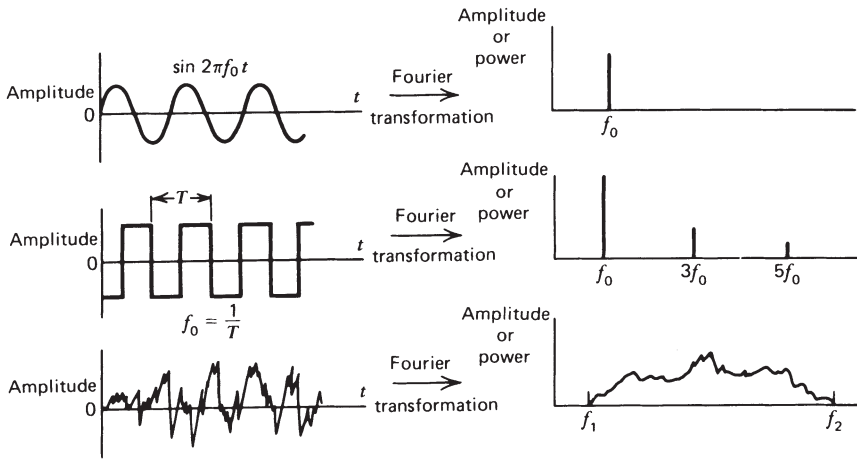 sin 2πf₀t
Amplitude
0
t
Fourier
transformation
Amplitude
or
power
f₀
T
Amplitude
0
t
f₀ = 1/T
Fourier
transformation
Amplitude
or
power
f₀
3f₀
5f₀
Amplitude
0
t
Fourier
transformation
Amplitude
or
power
f₁
f₂